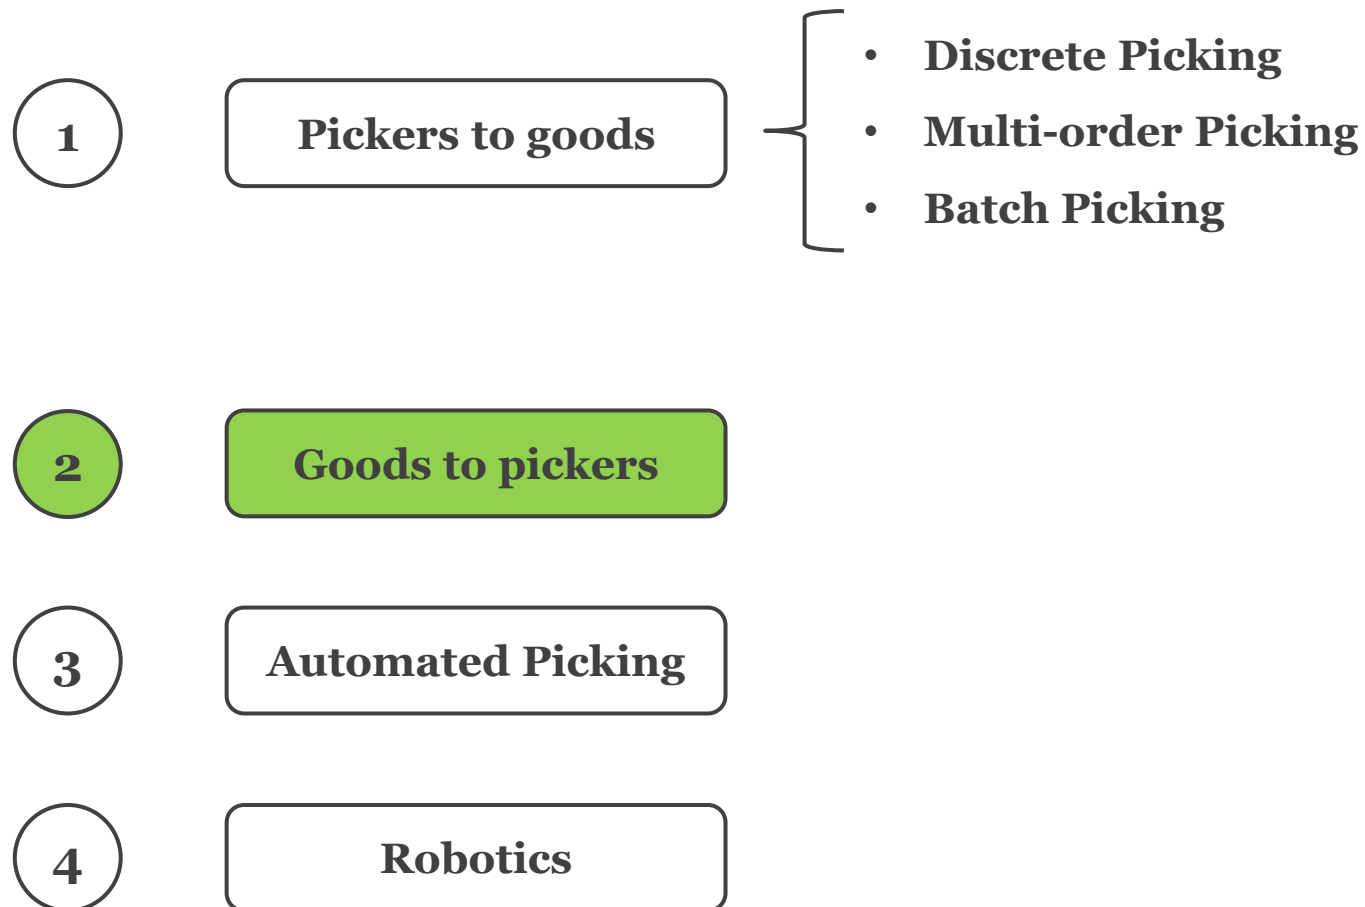 1
Pickers to goods
• Discrete Picking
• Multi-order Picking
• Batch Picking
2
Goods to pickers
3
Automated Picking
4
Robotics